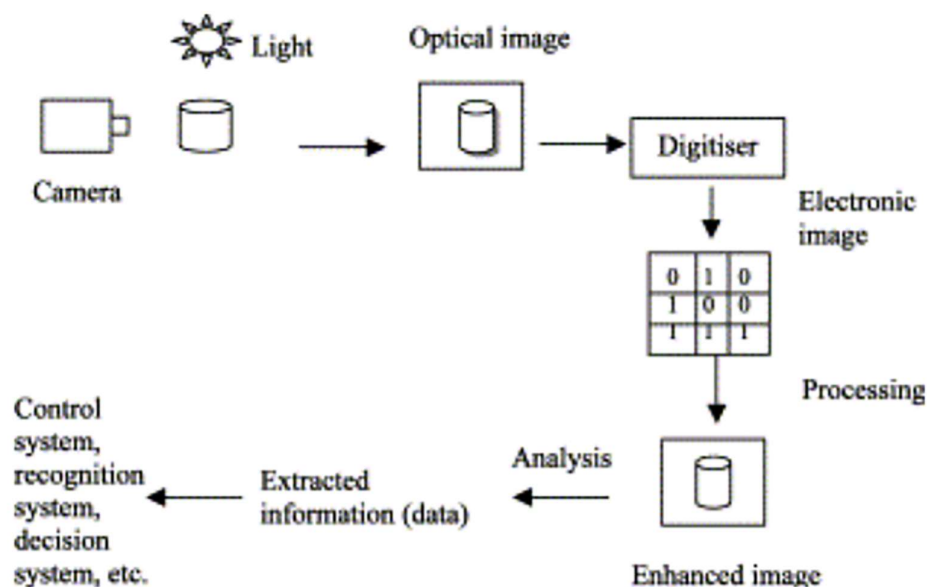 Light
Optical image
Camera
Digitiser
Electronic
image
0 1 0
1 0 0
1 1 1
Processing
Enhanced image
Analysis
Extracted
information (data)
Control
system,
recognition
system,
decision
system, etc.